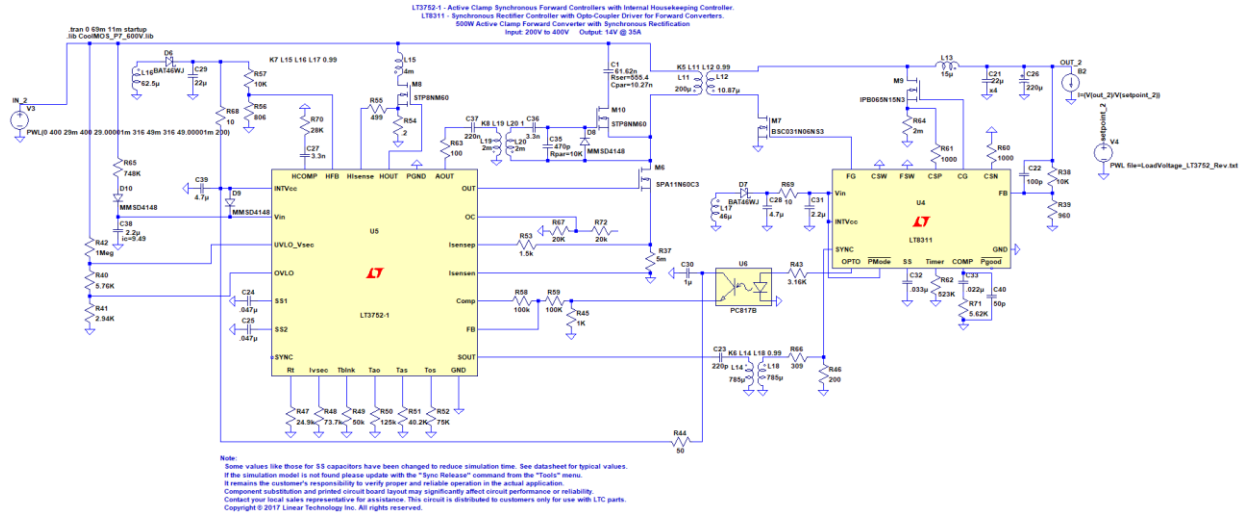 LT3752-1 - Active Clamp Synchronous Forward Controllers with Internal Housekeeping Controller.
LT8311 - Synchronous Rectifier Controller with Opto-Coupler Driver for Forward Converters.
500W Active Clamp Forward Converter with Synchronous Rectification
Input: 200V to 400V Output: 14V @ 35A
.tran 0 69m 11m startup
.lib CoolMOS_P7_600V.lib
IN_2
V3
PWL(0 400 29m 400 29.00001m 316 49m 316 49.00001m 200)
D6
BAT46WJ
L16
62.5µ
C29
22µ
R57
10K
R56
806
R68
10
K7 L15 L16 L17 0.99
L15
4m
M8
STP8NM60
R55
499
R54
.2
R70
28K
C27
3.3n
R63
100
C37
220n
K8 L19 L20 1
L19
2m
L20
2m
C36
3.3n
C35
470p
Rpar=10K
D8
MMSD4148
C1
61.62n
Rser=555.4
Cpar=10.27n
M10
STP8NM60
M6
SPA11N60C3
K5 L11 L12 0.99
L11
200µ
L12
10.87µ
M7
BSC031N06NS3
M9
IPB065N15N3
L13
15µ
C21
22µ
x4
C26
220µ
OUT_2
B2
I=(V(out_2)/V(setpoint_2))
setpoint_2
V4
PWL file=LoadVoltage_LT3752_Rev.txt
R64
2m
R61
1000
R60
1000
C22
100p
R38
10K
R39
960
R65
748K
D10
MMSD4148
C38
2.2µ
ic=9.49
C39
4.7µ
D9
MMSD4148
R42
1Meg
R40
5.76K
R41
2.94K
C24
.047µ
C25
.047µ
HCOMP HFB HIsense HOUT PGND AOUT
INTVcc
Vin
UVLO_Vsec
OVLO
SS1
SS2
SYNC
U5
LT
LT3752-1
OUT
OC
Isensep
Isensen
Comp
FB
SOUT
Rt Ivsec Tblnk Tao Tas Tos GND
R47
24.9k
R48
73.7k
R49
50k
R50
125k
R51
40.2K
R52
75K
R67
20K
R72
20k
R53
1.5k
R37
5m
R58
100k
R59
100K
R45
1K
C30
1µ
U6
PC817B
R43
3.16K
D7
BAT46WJ
L17
46µ
C28
4.7µ
R69
10
C31
2.2µ
FG CSW FSW CSP CG CSN
Vin
INTVcc
SYNC
U4
LT
LT8311
FB
GND
OPTO PMode SS Timer COMP Pgood
C32
.033µ
R62
523K
C33
.022µ
R71
5.62K
C40
50p
C23
220p
K6 L14 L18 0.99
L14
785µ
L18
785µ
R66
309
R46
200
R44
50
Note:
Some values like those for SS capacitors have been changed to reduce simulation time. See datasheet for typical values.
If the simulation model is not found please update with the "Sync Release" command from the "Tools" menu.
It remains the customer's responsibility to verify proper and reliable operation in the actual application.
Component substitution and printed circuit board layout may significantly affect circuit performance or reliability.
Contact your local sales representative for assistance. This circuit is distributed to customers only for use with LTC parts.
Copyright © 2017 Linear Technology Inc. All rights reserved.